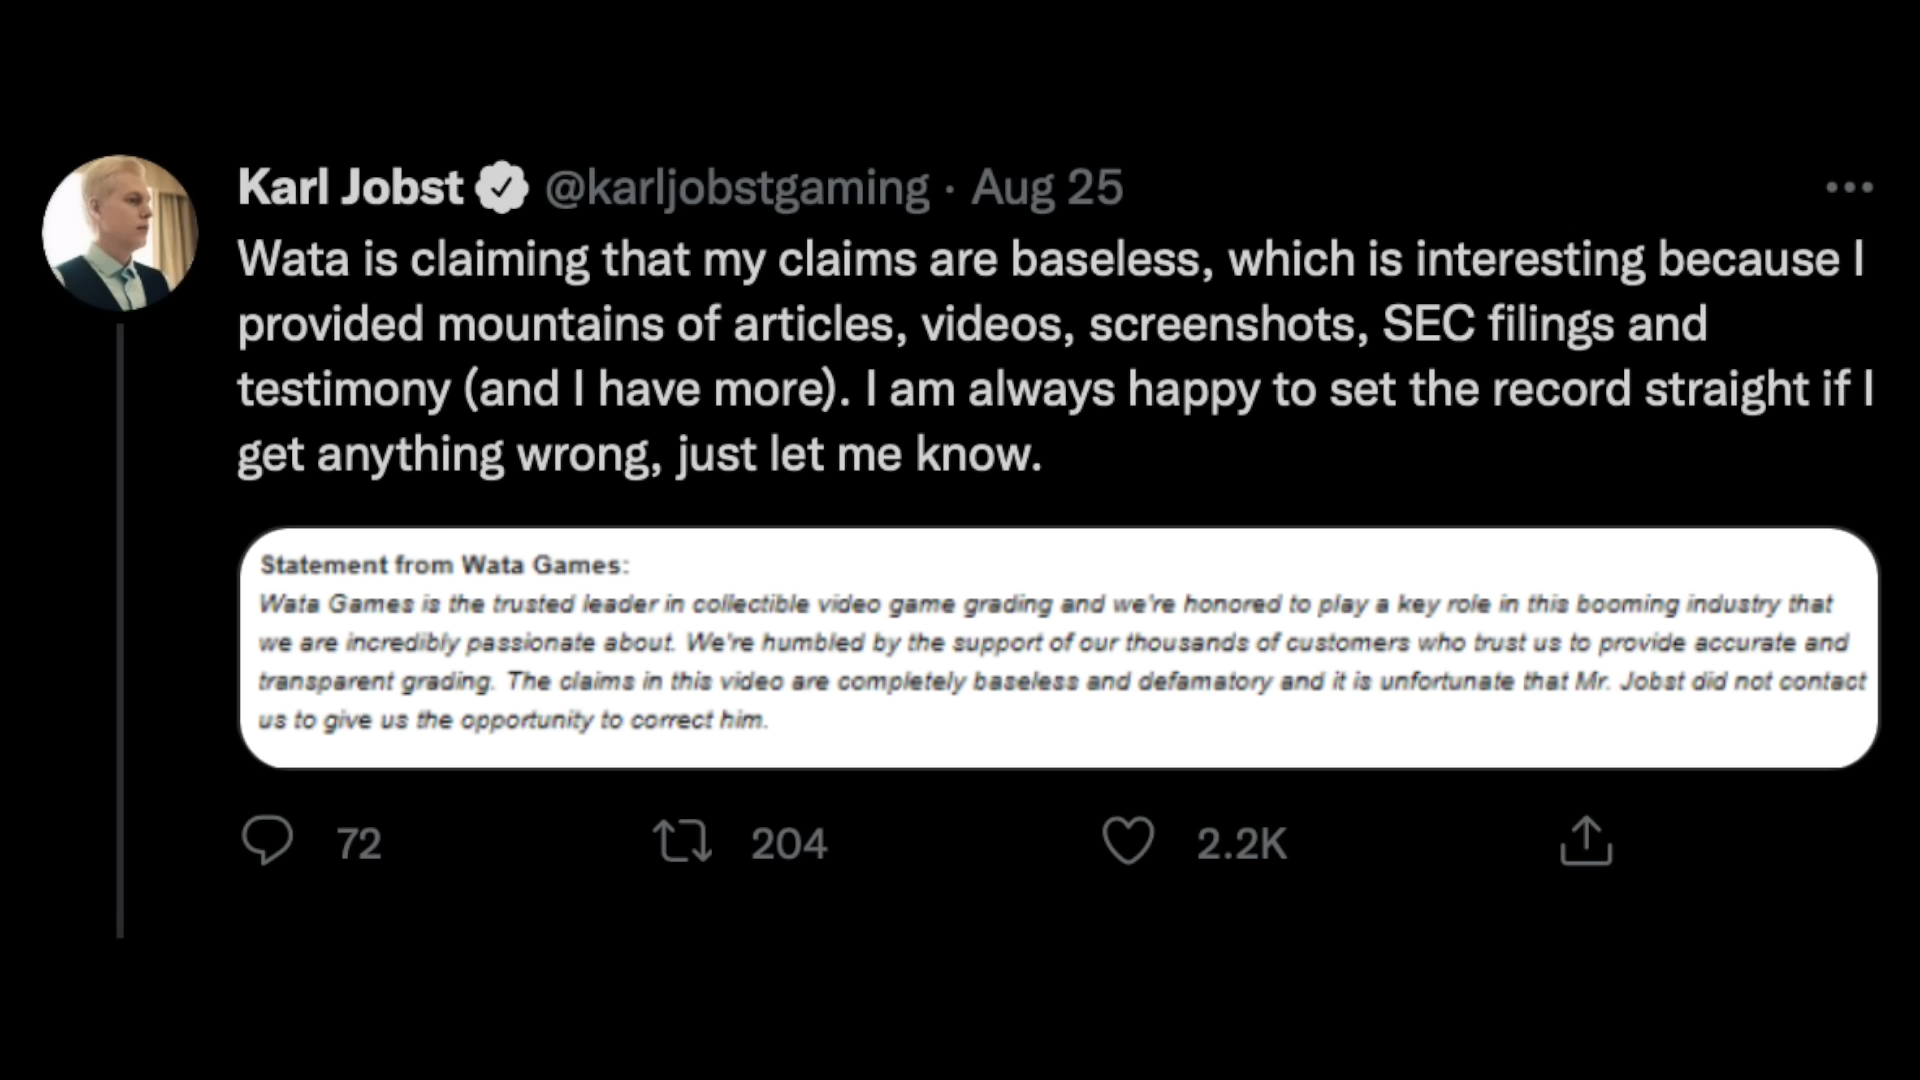 Karl Jobst @karljobstgaming · Aug 25
Wata is claiming that my claims are baseless, which is interesting because I
provided mountains of articles, videos, screenshots, SEC filings and
testimony (and I have more). I am always happy to set the record straight if I
get anything wrong, just let me know.
Statement from Wata Games:
Wata Games is the trusted leader in collectible video game grading and we're honored to play a key role in this booming industry that
we are incredibly passionate about. We're humbled by the support of our thousands of customers who trust us to provide accurate and
transparent grading. The claims in this video are completely baseless and defamatory and it is unfortunate that Mr. Jobst did not contact
us to give us the opportunity to correct him.
72 204 2.2K